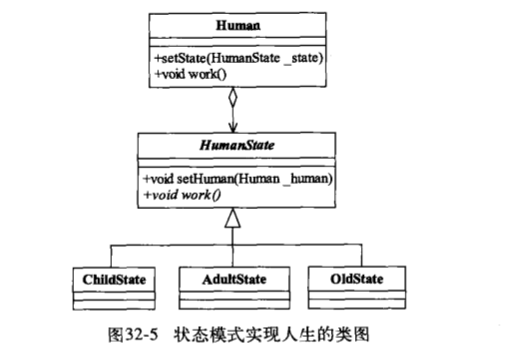 Human
+setState(HumanState _state)
+void work()
HumanState
+void setHuman(Human _human)
+void work()
ChildState
AdultState
OldState
图32-5 状态模式实现人生的类图